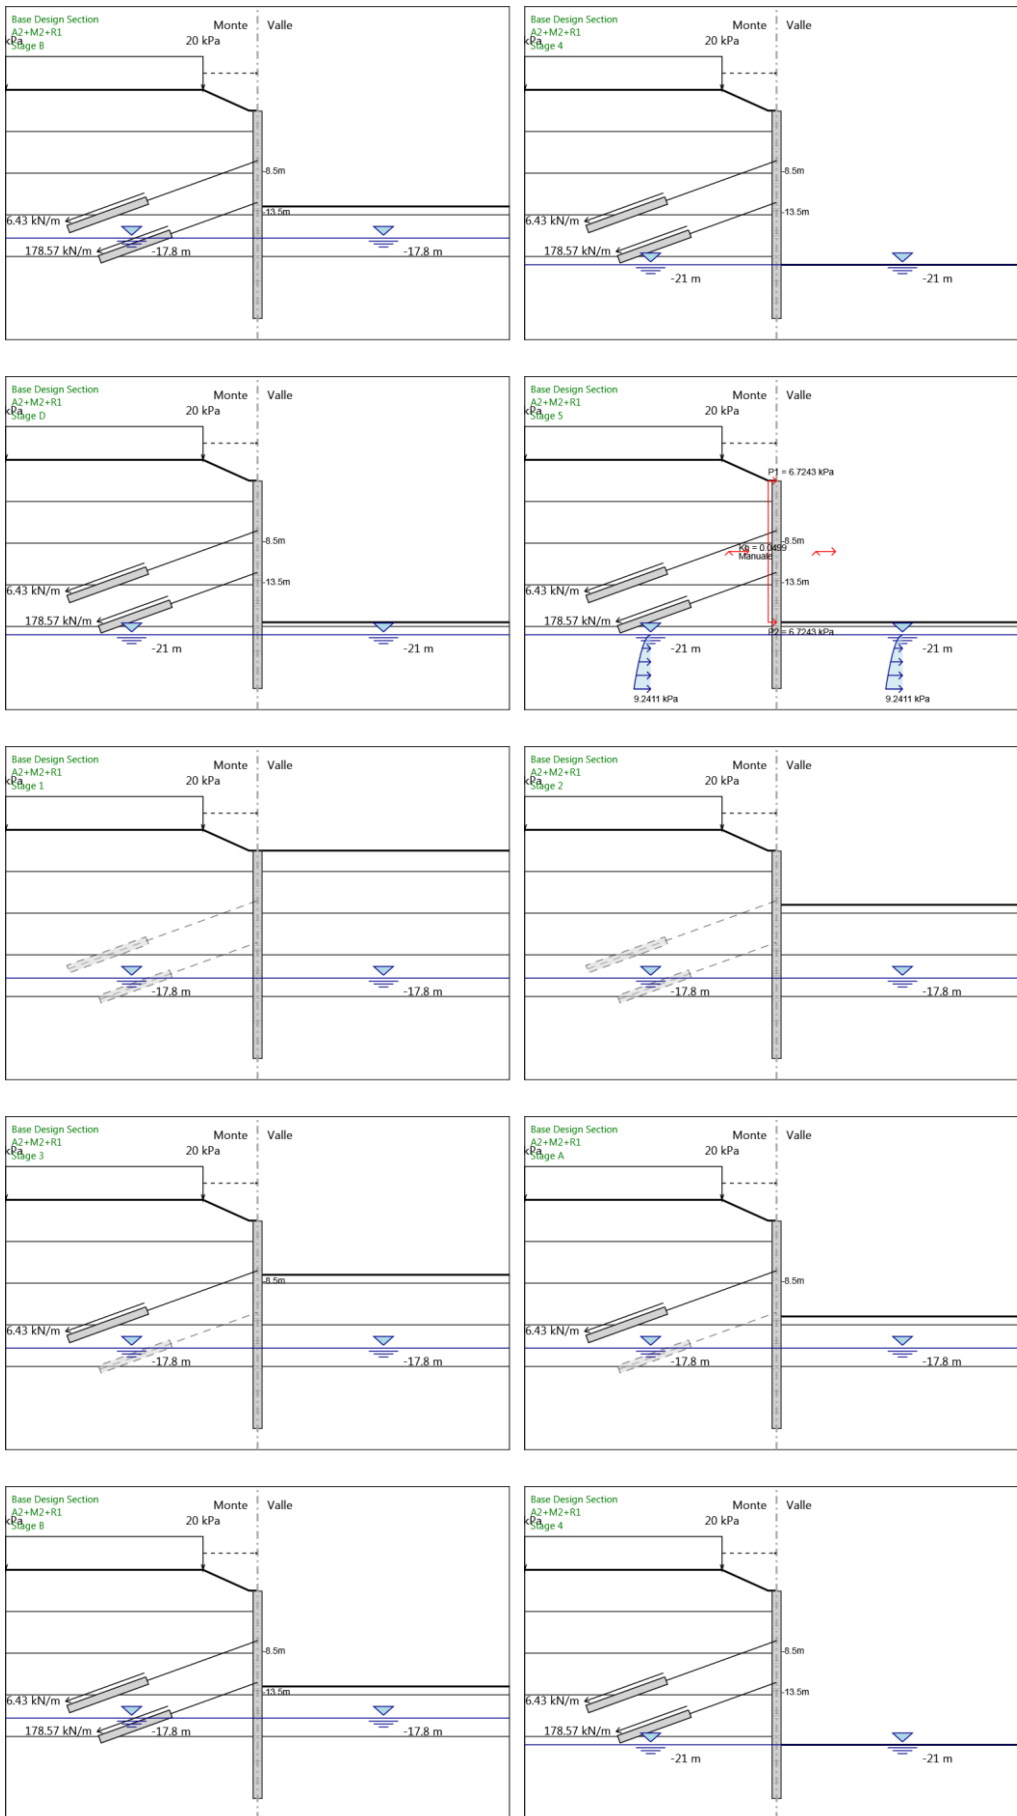 Base Design Section
A2+M2+R1
Stage B
kPa
20 kPa
Monte
Valle
-8.5m
-13.5m
6.43 kN/m
178.57 kN/m
-17.8 m
-17.8 m
Base Design Section
A2+M2+R1
Stage 4
kPa
20 kPa
Monte
Valle
-8.5m
-13.5m
6.43 kN/m
178.57 kN/m
-21 m
-21 m
Base Design Section
A2+M2+R1
Stage D
kPa
20 kPa
Monte
Valle
-8.5m
-13.5m
6.43 kN/m
178.57 kN/m
-21 m
-21 m
Base Design Section
A2+M2+R1
Stage 5
kPa
20 kPa
Monte
Valle
P1 = 6.7243 kPa
-8.5m
Kh = 0.0499
Manuale
-13.5m
6.43 kN/m
178.57 kN/m
P2 = 6.7243 kPa
-21 m
-21 m
9.2411 kPa
9.2411 kPa
Base Design Section
A2+M2+R1
Stage 1
kPa
20 kPa
Monte
Valle
-17.8 m
-17.8 m
Base Design Section
A2+M2+R1
Stage 2
kPa
20 kPa
Monte
Valle
-17.8 m
-17.8 m
Base Design Section
A2+M2+R1
Stage 3
kPa
20 kPa
Monte
Valle
-8.5m
6.43 kN/m
-17.8 m
-17.8 m
Base Design Section
A2+M2+R1
Stage A
kPa
20 kPa
Monte
Valle
-8.5m
6.43 kN/m
-17.8 m
-17.8 m
Base Design Section
A2+M2+R1
Stage B
kPa
20 kPa
Monte
Valle
-8.5m
-13.5m
6.43 kN/m
178.57 kN/m
-17.8 m
-17.8 m
Base Design Section
A2+M2+R1
Stage 4
kPa
20 kPa
Monte
Valle
-8.5m
-13.5m
6.43 kN/m
178.57 kN/m
-21 m
-21 m